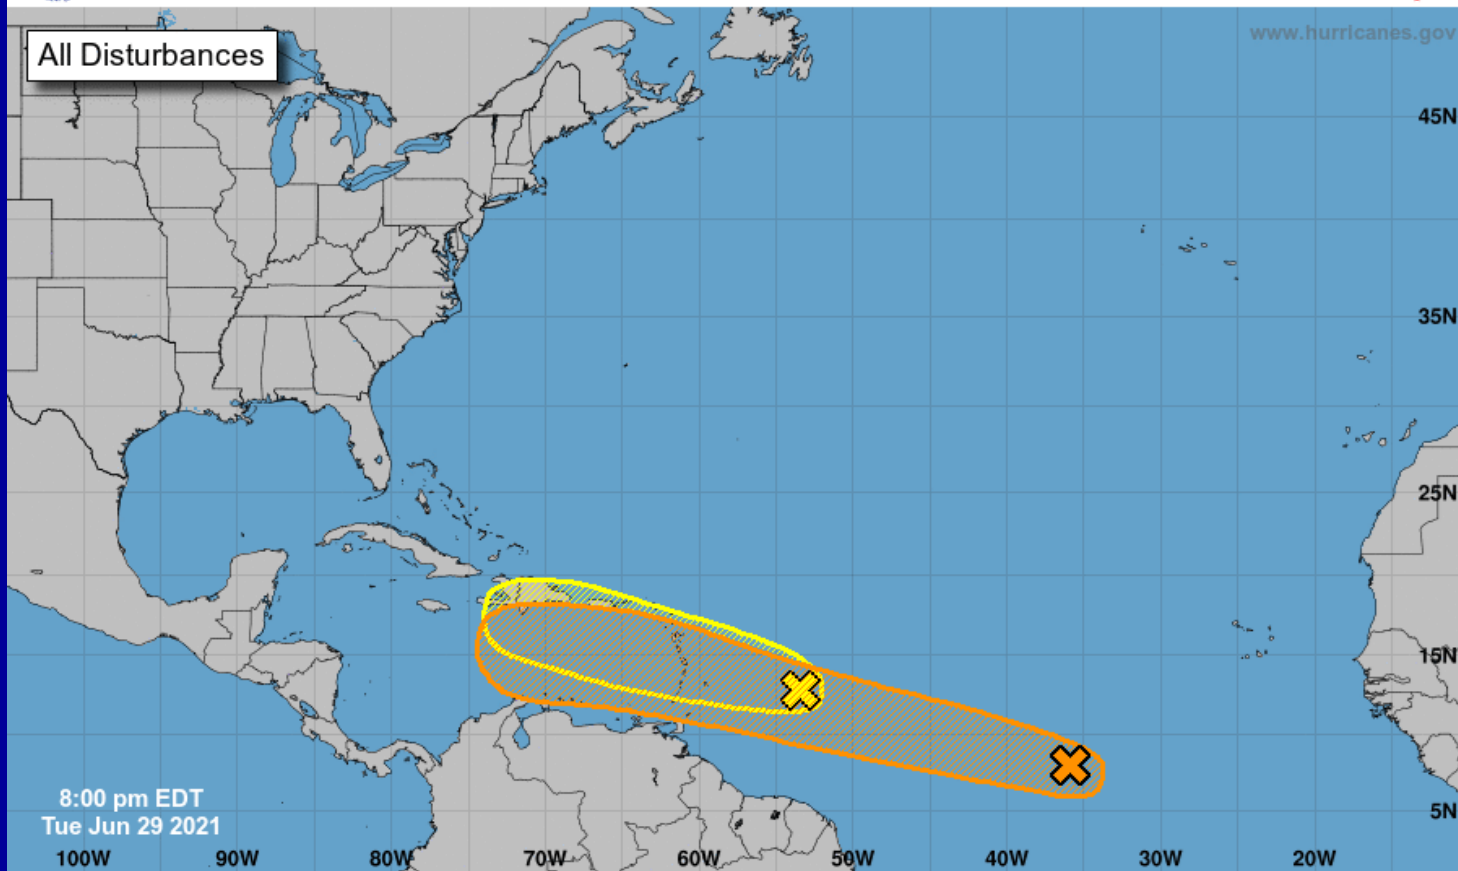 All Disturbances
www.hurricanes.gov
45N
35N
25N
15N
5N
8:00 pm EDT
Tue Jun 29 2021
100W 90W 80W 70W 60W 50W 40W 30W 20W